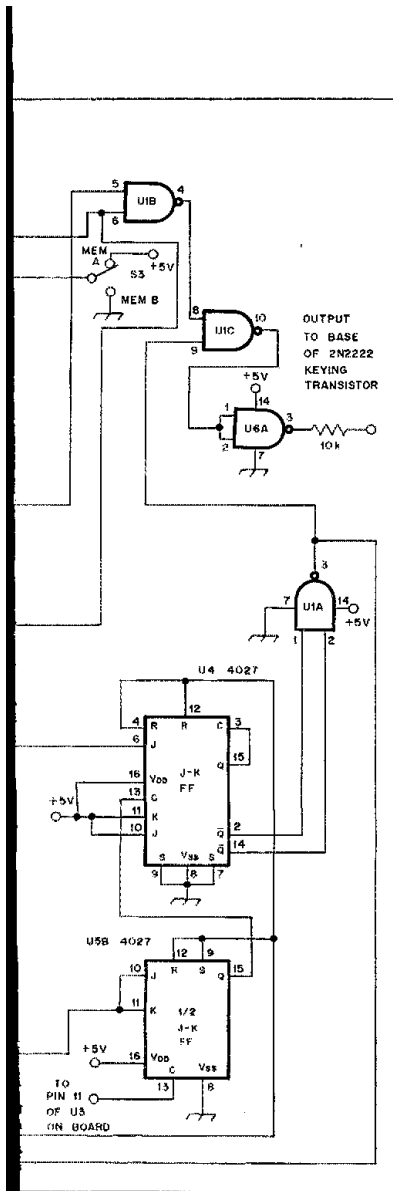 5
U1B
4
6
MEM
A
S3
+5V
MEM B
8
U1C
10
9
OUTPUT
TO BASE
OF 2N2222
KEYING
TRANSISTOR
+5V
14
1
U6A
3
2
7
10k
3
7
U1A
14
+5V
1
2
U4 4027
12
4
R
R
C
3
6
J
Q
15
J-K
FF
16
VDD
13
C
+5V
11
K
10
J
Q
2
Q
14
S
VSS
S
9
8
7
U5B 4027
12
9
R
S
Q
15
10
J
11
K
1/2
J-K
FF
+5V
16
VDD
C
VSS
13
8
TO
PIN 11
OF U3
ON BOARD